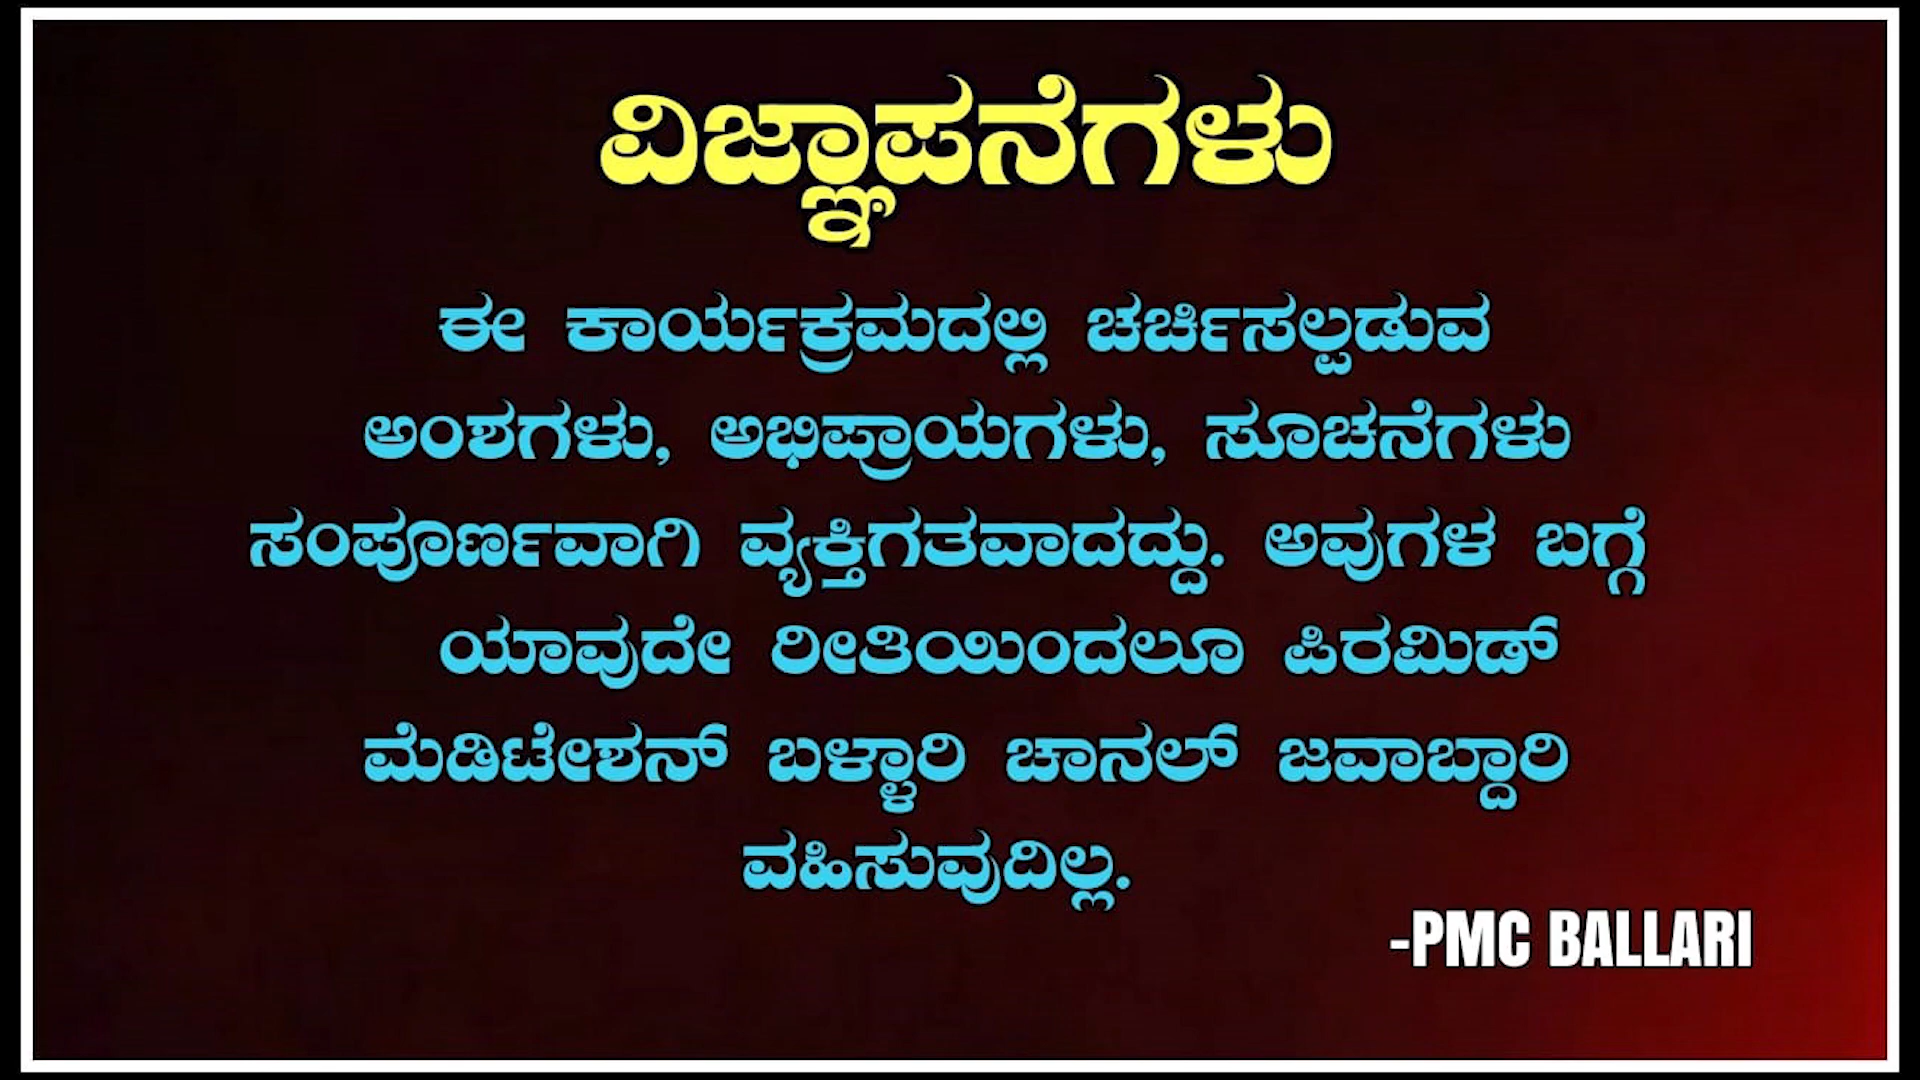 ವಿಜ್ಞಾಪನೆಗಳು
ಈ ಕಾರ್ಯಕ್ರಮದಲ್ಲಿ ಚರ್ಚಿಸಲ್ಪಡುವ
ಅಂಶಗಳು, ಅಭಿಪ್ರಾಯಗಳು, ಸೂಚನೆಗಳು
ಸಂಪೂರ್ಣವಾಗಿ ವ್ಯಕ್ತಿಗತವಾದದ್ದು. ಅವುಗಳ ಬಗ್ಗೆ
ಯಾವುದೇ ರೀತಿಯಿಂದಲೂ ಪಿರಮಿಡ್
ಮೆಡಿಟೇಶನ್ ಬಳ್ಳಾರಿ ಚಾನಲ್ ಜವಾಬ್ದಾರಿ
ವಹಿಸುವುದಿಲ್ಲ.
-PMC BALLARI